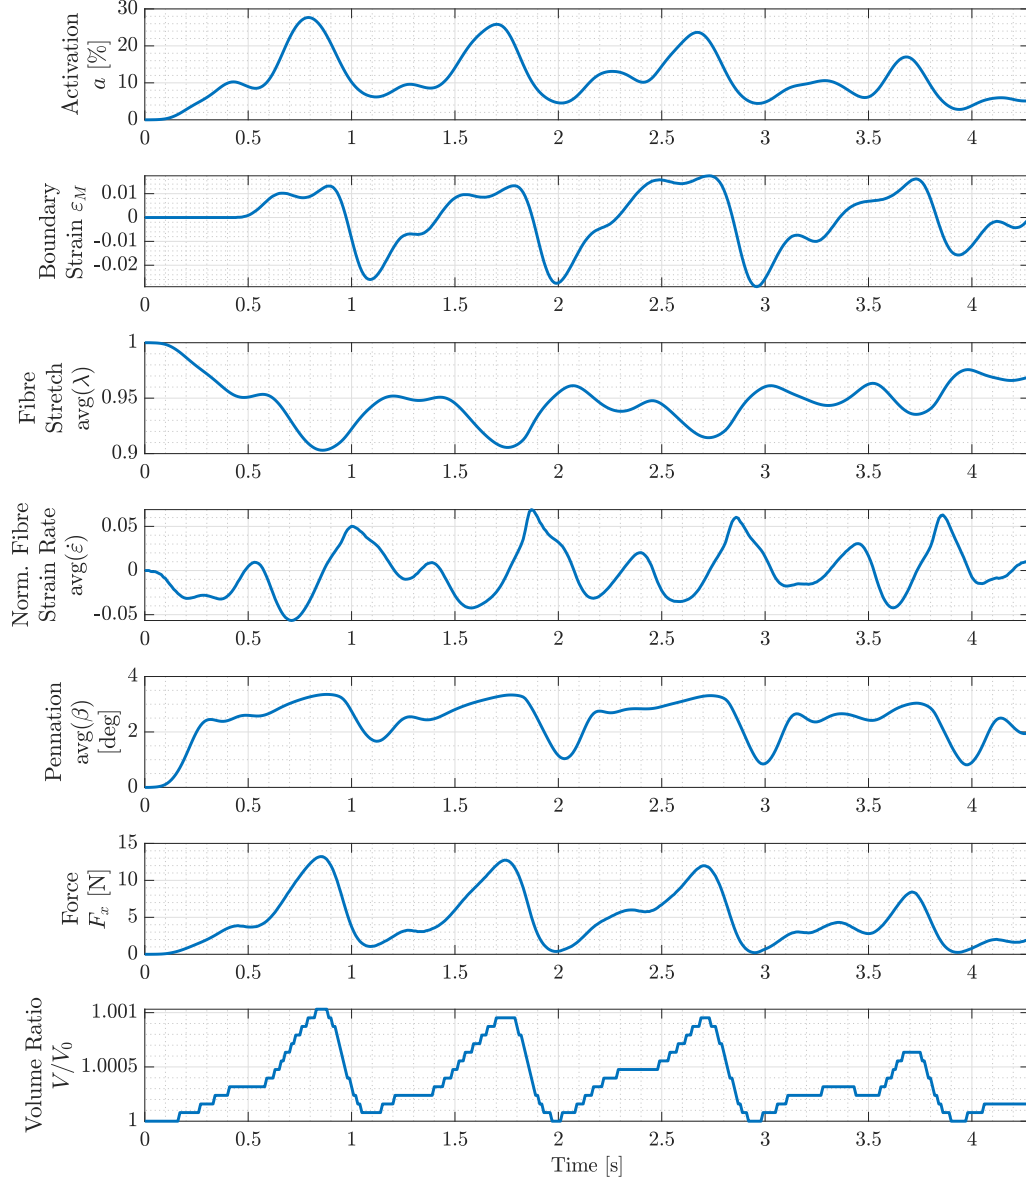 Activation
a [%]
30
20
10
0
0 0.5 1 1.5 2 2.5 3 3.5 4
Boundary
Strain ε_M
0.01
0
-0.01
-0.02
0 0.5 1 1.5 2 2.5 3 3.5 4
Fibre
Stretch
avg(λ)
1
0.95
0.9
0 0.5 1 1.5 2 2.5 3 3.5 4
Norm. Fibre
Strain Rate
avg(ε̇)
0.05
0
-0.05
0 0.5 1 1.5 2 2.5 3 3.5 4
Pennation
avg(β)
[deg]
4
2
0
0 0.5 1 1.5 2 2.5 3 3.5 4
Force
F_x [N]
15
10
5
0
0 0.5 1 1.5 2 2.5 3 3.5 4
Volume Ratio
V/V_0
1.001
1.0005
1
0 0.5 1 1.5 2 2.5 3 3.5 4
Time [s]